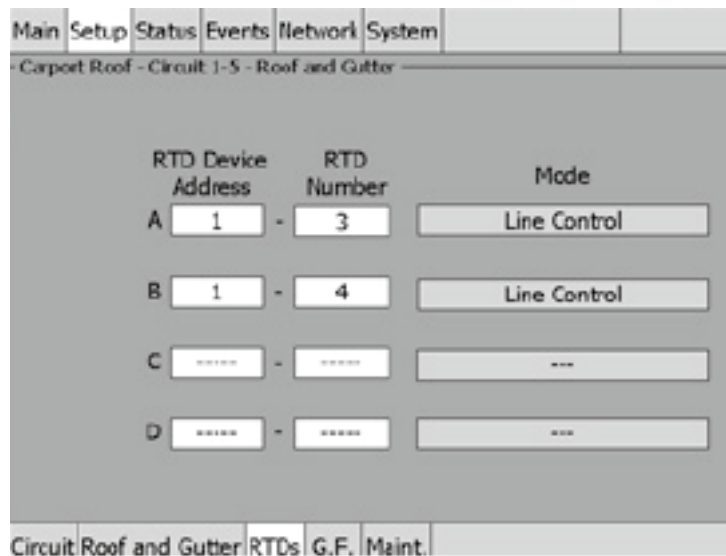 Main Setup Status Events Network System
Carport Roof - Circuit 1-5 - Roof and Gutter
RTD Device Address RTD Number Mode
A 1 - 3 Line Control
B 1 - 4 Line Control
C ----- - ----- ---
D ----- - ----- ---
Circuit Roof and Gutter RTDs G.F. Maint.